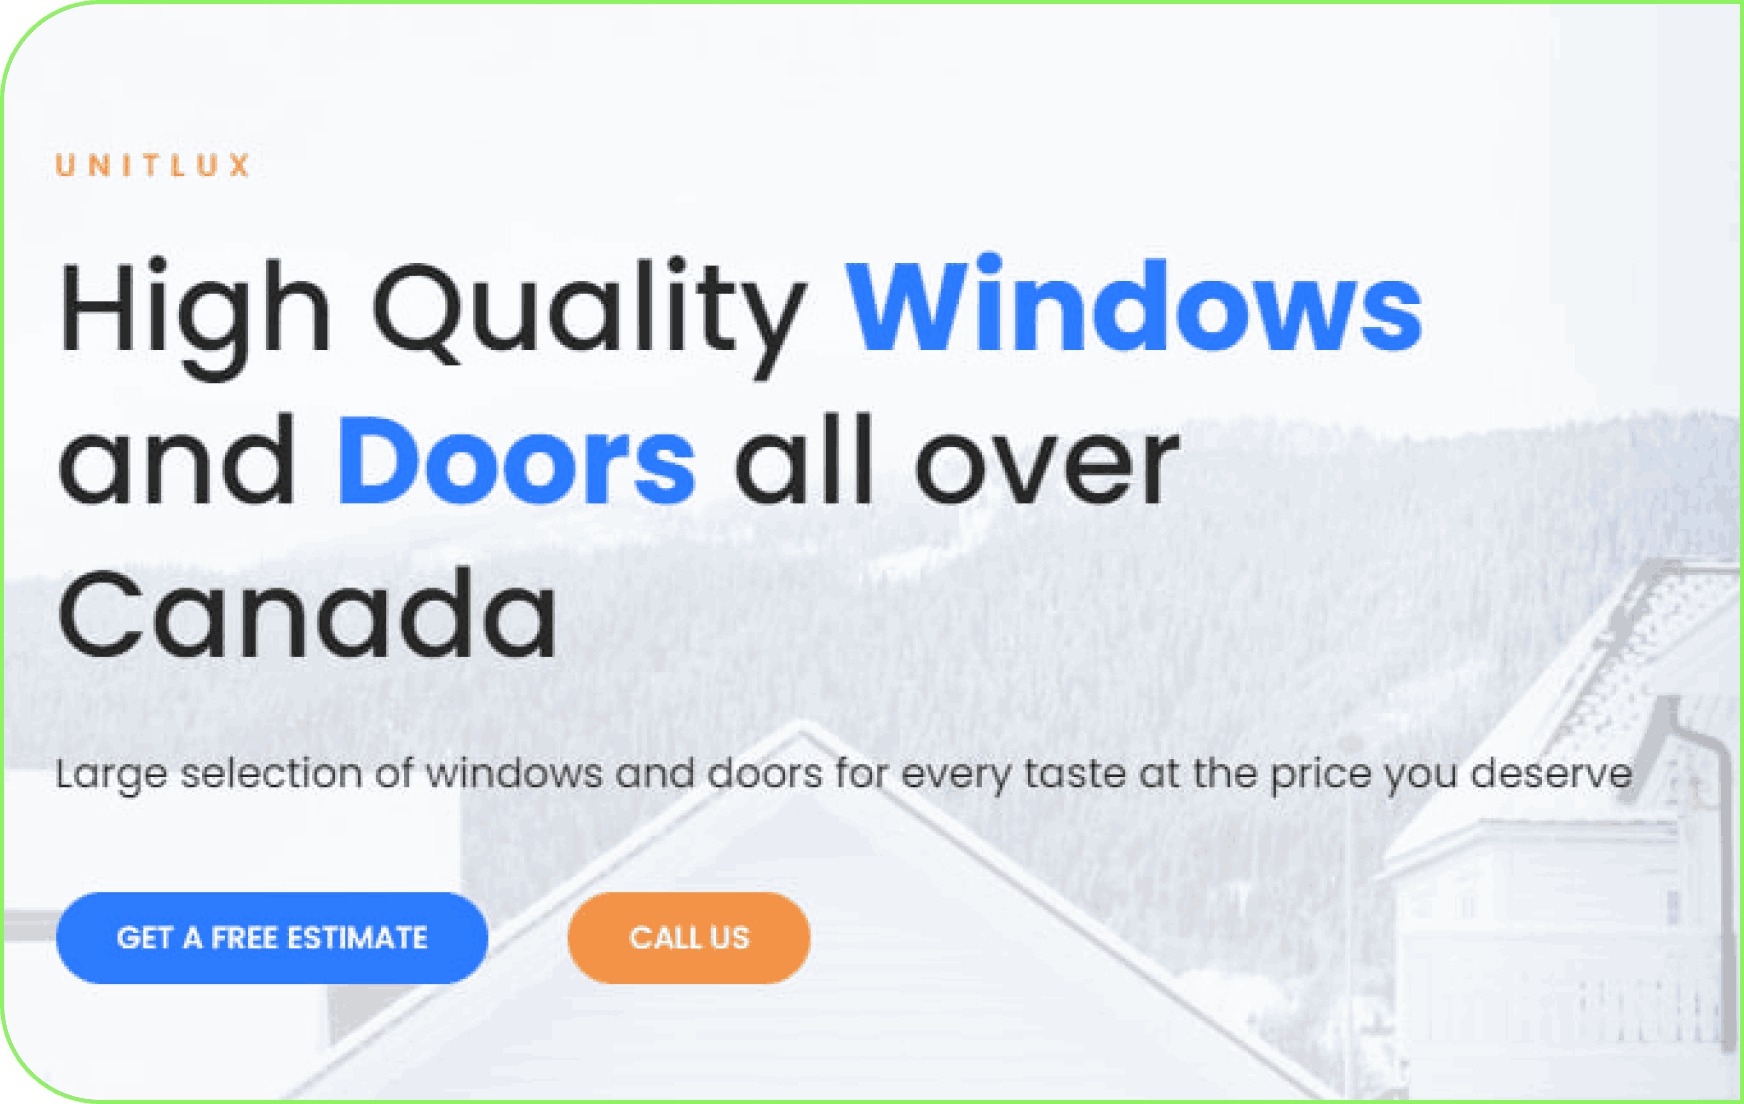 UNITLUX
High Quality Windows
and Doors all over
Canada
Large selection of windows and doors for every taste at the price you deserve
GET A FREE ESTIMATE
CALL US